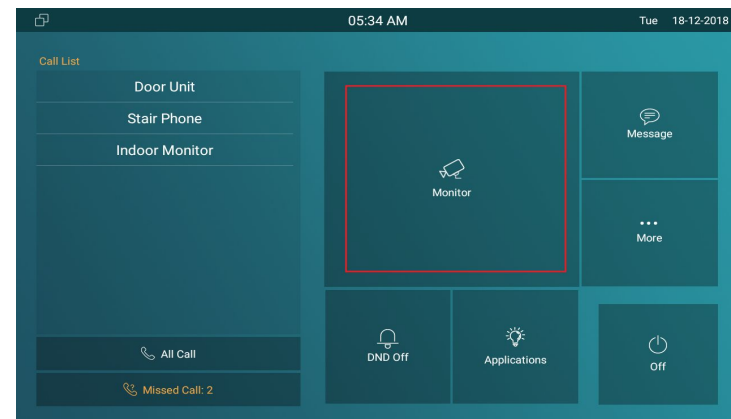 05:34 AM
Tue 18-12-2018
Call List
Door Unit
Stair Phone
Indoor Monitor
All Call
Missed Call: 2
Monitor
Message
More
DND Off
Applications
Off